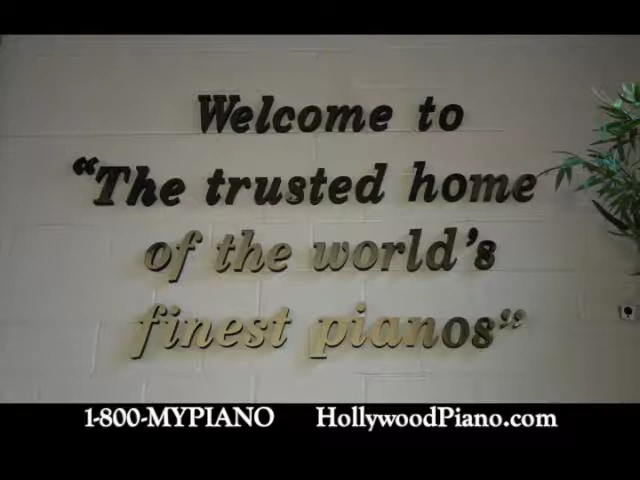 Welcome to
“The trusted home
of the world’s
finest pianos”
1-800-MYPIANO HollywoodPiano.com